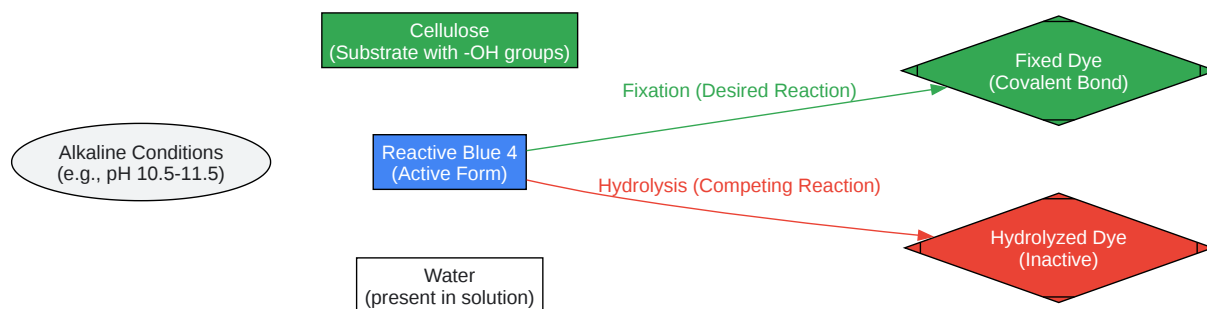 Cellulose
(Substrate with -OH groups)
Fixed Dye
(Covalent Bond)
Fixation (Desired Reaction)
Alkaline Conditions
(e.g., pH 10.5-11.5)
Reactive Blue 4
(Active Form)
Hydrolysis (Competing Reaction)
Hydrolyzed Dye
(Inactive)
Water
(present in solution)